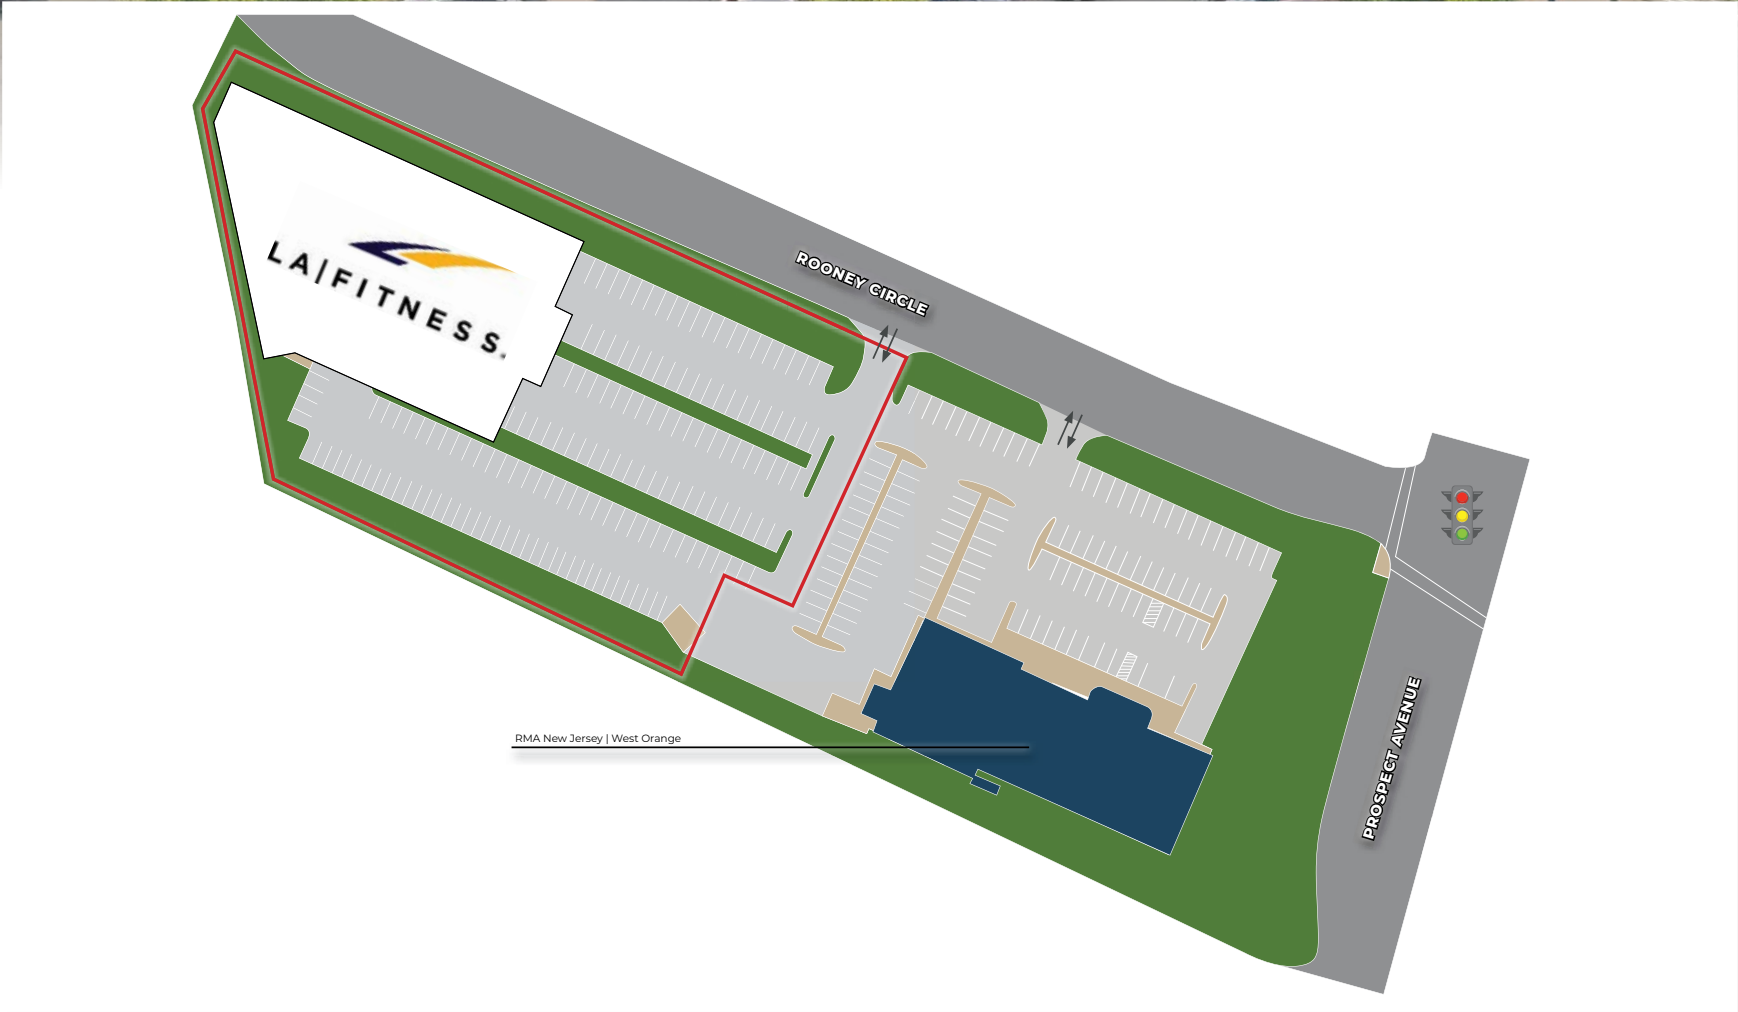 ROONEY CIRCLE
LA|FITNESS.
PROSPECT AVENUE
RMA New Jersey | West Orange